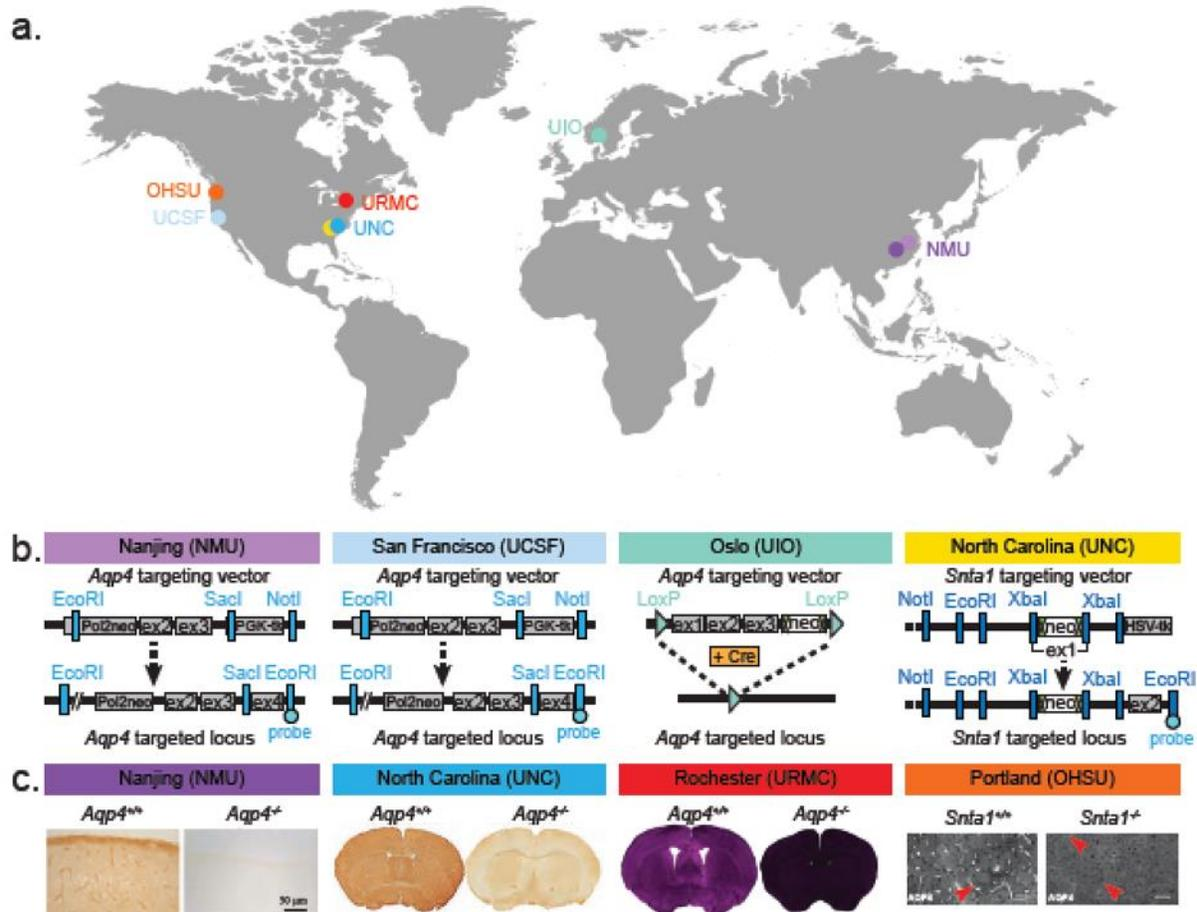 a.
UIO
OHSU
UCSF
URMC
UNC
NMU
b.
Nanjing (NMU)
Aqp4 targeting vector
EcoRI SacI NotI
Pol2neo ex2 ex3 PGK-tk
EcoRI SacI EcoRI
Pol2neo ex2 ex3 ex4
Aqp4 targeted locus probe
San Francisco (UCSF)
Aqp4 targeting vector
EcoRI SacI NotI
Pol2neo ex2 ex3 PGK-tk
EcoRI SacI EcoRI
Pol2neo ex2 ex3 ex4
Aqp4 targeted locus probe
Oslo (UIO)
Aqp4 targeting vector
LoxP LoxP
ex1 ex2 ex3 neo
+ Cre
Aqp4 targeted locus
North Carolina (UNC)
Snta1 targeting vector
NotI EcoRI XbaI XbaI
neo HSV-tk
ex1
NotI EcoRI XbaI XbaI EcoRI
neo ex2
Snta1 targeted locus probe
c.
Nanjing (NMU)
Aqp4+/+ Aqp4-/-
50 µm
North Carolina (UNC)
Aqp4+/+ Aqp4-/-
Rochester (URMC)
Aqp4+/+ Aqp4-/-
Portland (OHSU)
Snta1+/+ Snta1-/-
AQP4 AQP4